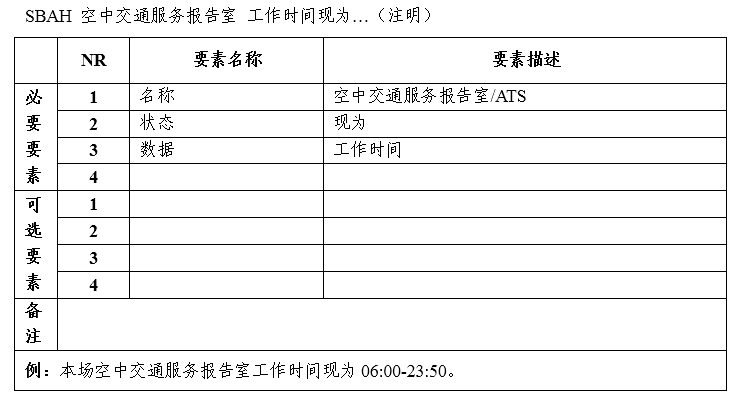 SBAH 空中交通服务报告室 工作时间现为…（注明）
NR 要素名称 要素描述
必要要素
1 名称 空中交通服务报告室/ATS
2 状态 现为
3 数据 工作时间
4
可选要素
1
2
3
4
备注
例：本场空中交通服务报告室工作时间现为 06:00-23:50。